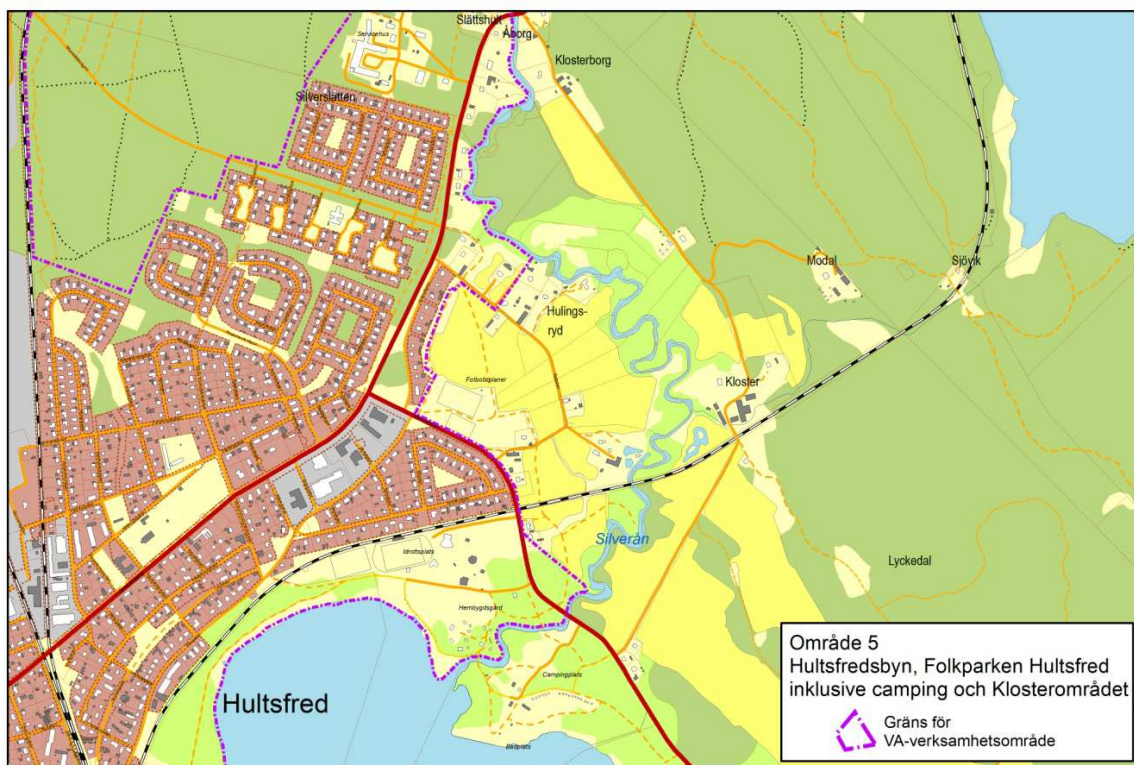 Slättshult
Åborg
Servicehus
Klosterborg
Silverslätten
Modal
Sjövik
Hulings-
ryd
Fotbollsplaner
Kloster
Silverån
Idrottsplats
Lyckedal
Hembygdsgård
Campingplats
Hultsfred
Badplats
Område 5
Hultsfredsbyn, Folkparken Hultsfred
inklusive camping och Klosterområdet
Gräns för
VA-verksamhetsområde